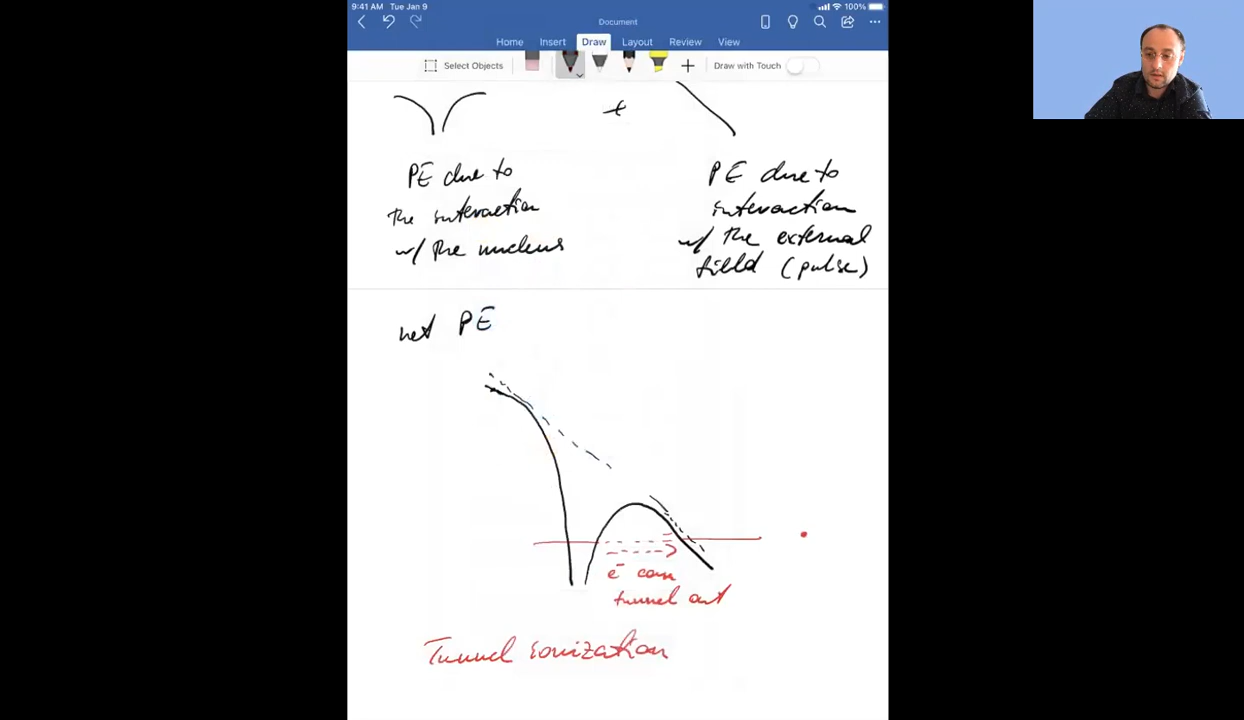 9:41 AM Tue Jan 9
100%
Document
Home Insert Draw Layout Review View
Select Objects
Draw with Touch
+
PE due to
the interaction
w/ the nucleus
PE due to
interaction
w/ the external
field (pulse)
net PE
e⁻ can
tunnel out
Tunnel ionization